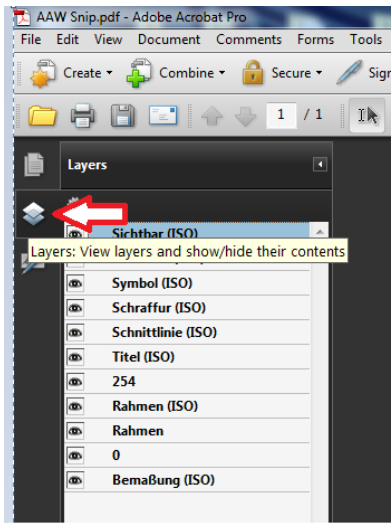 AAW Snip.pdf - Adobe Acrobat Pro
File Edit View Document Comments Forms Tools
Create Combine Secure Sign
1 / 1
Layers
Sichtbar (ISO)
Layers: View layers and show/hide their contents
Symbol (ISO)
Schraffur (ISO)
Schnittlinie (ISO)
Titel (ISO)
254
Rahmen (ISO)
Rahmen
0
Bemaßung (ISO)